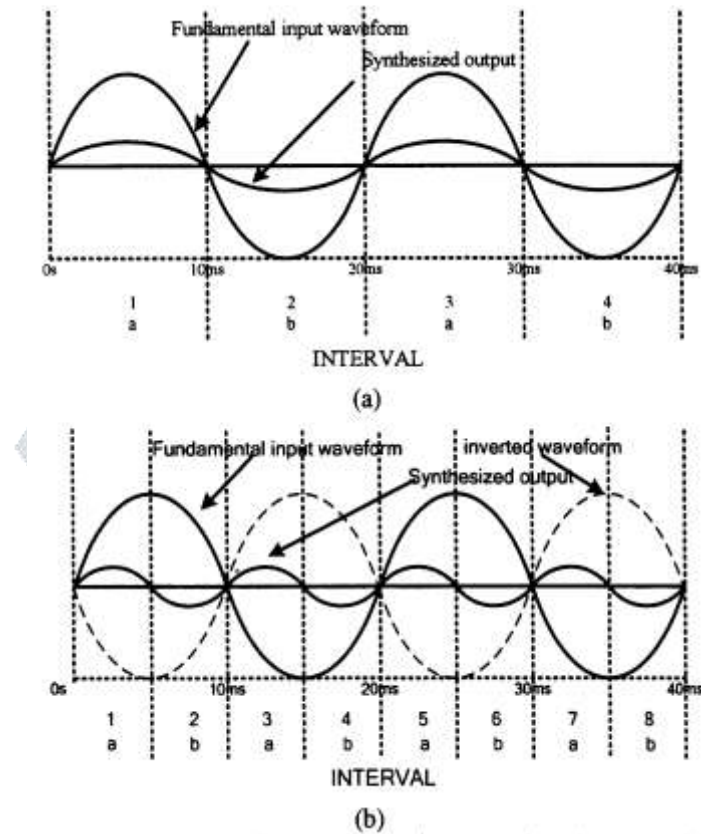 Fundamental input waveform
Synthesized output
0s 10ms 20ms 30ms 40ms
1 2 3 4
a b a b
INTERVAL
(a)
Fundamental input waveform inverted waveform
Synthesized output
0s 10ms 20ms 30ms 40ms
1 2 3 4 5 6 7 8
a b a b a b a b
INTERVAL
(b)